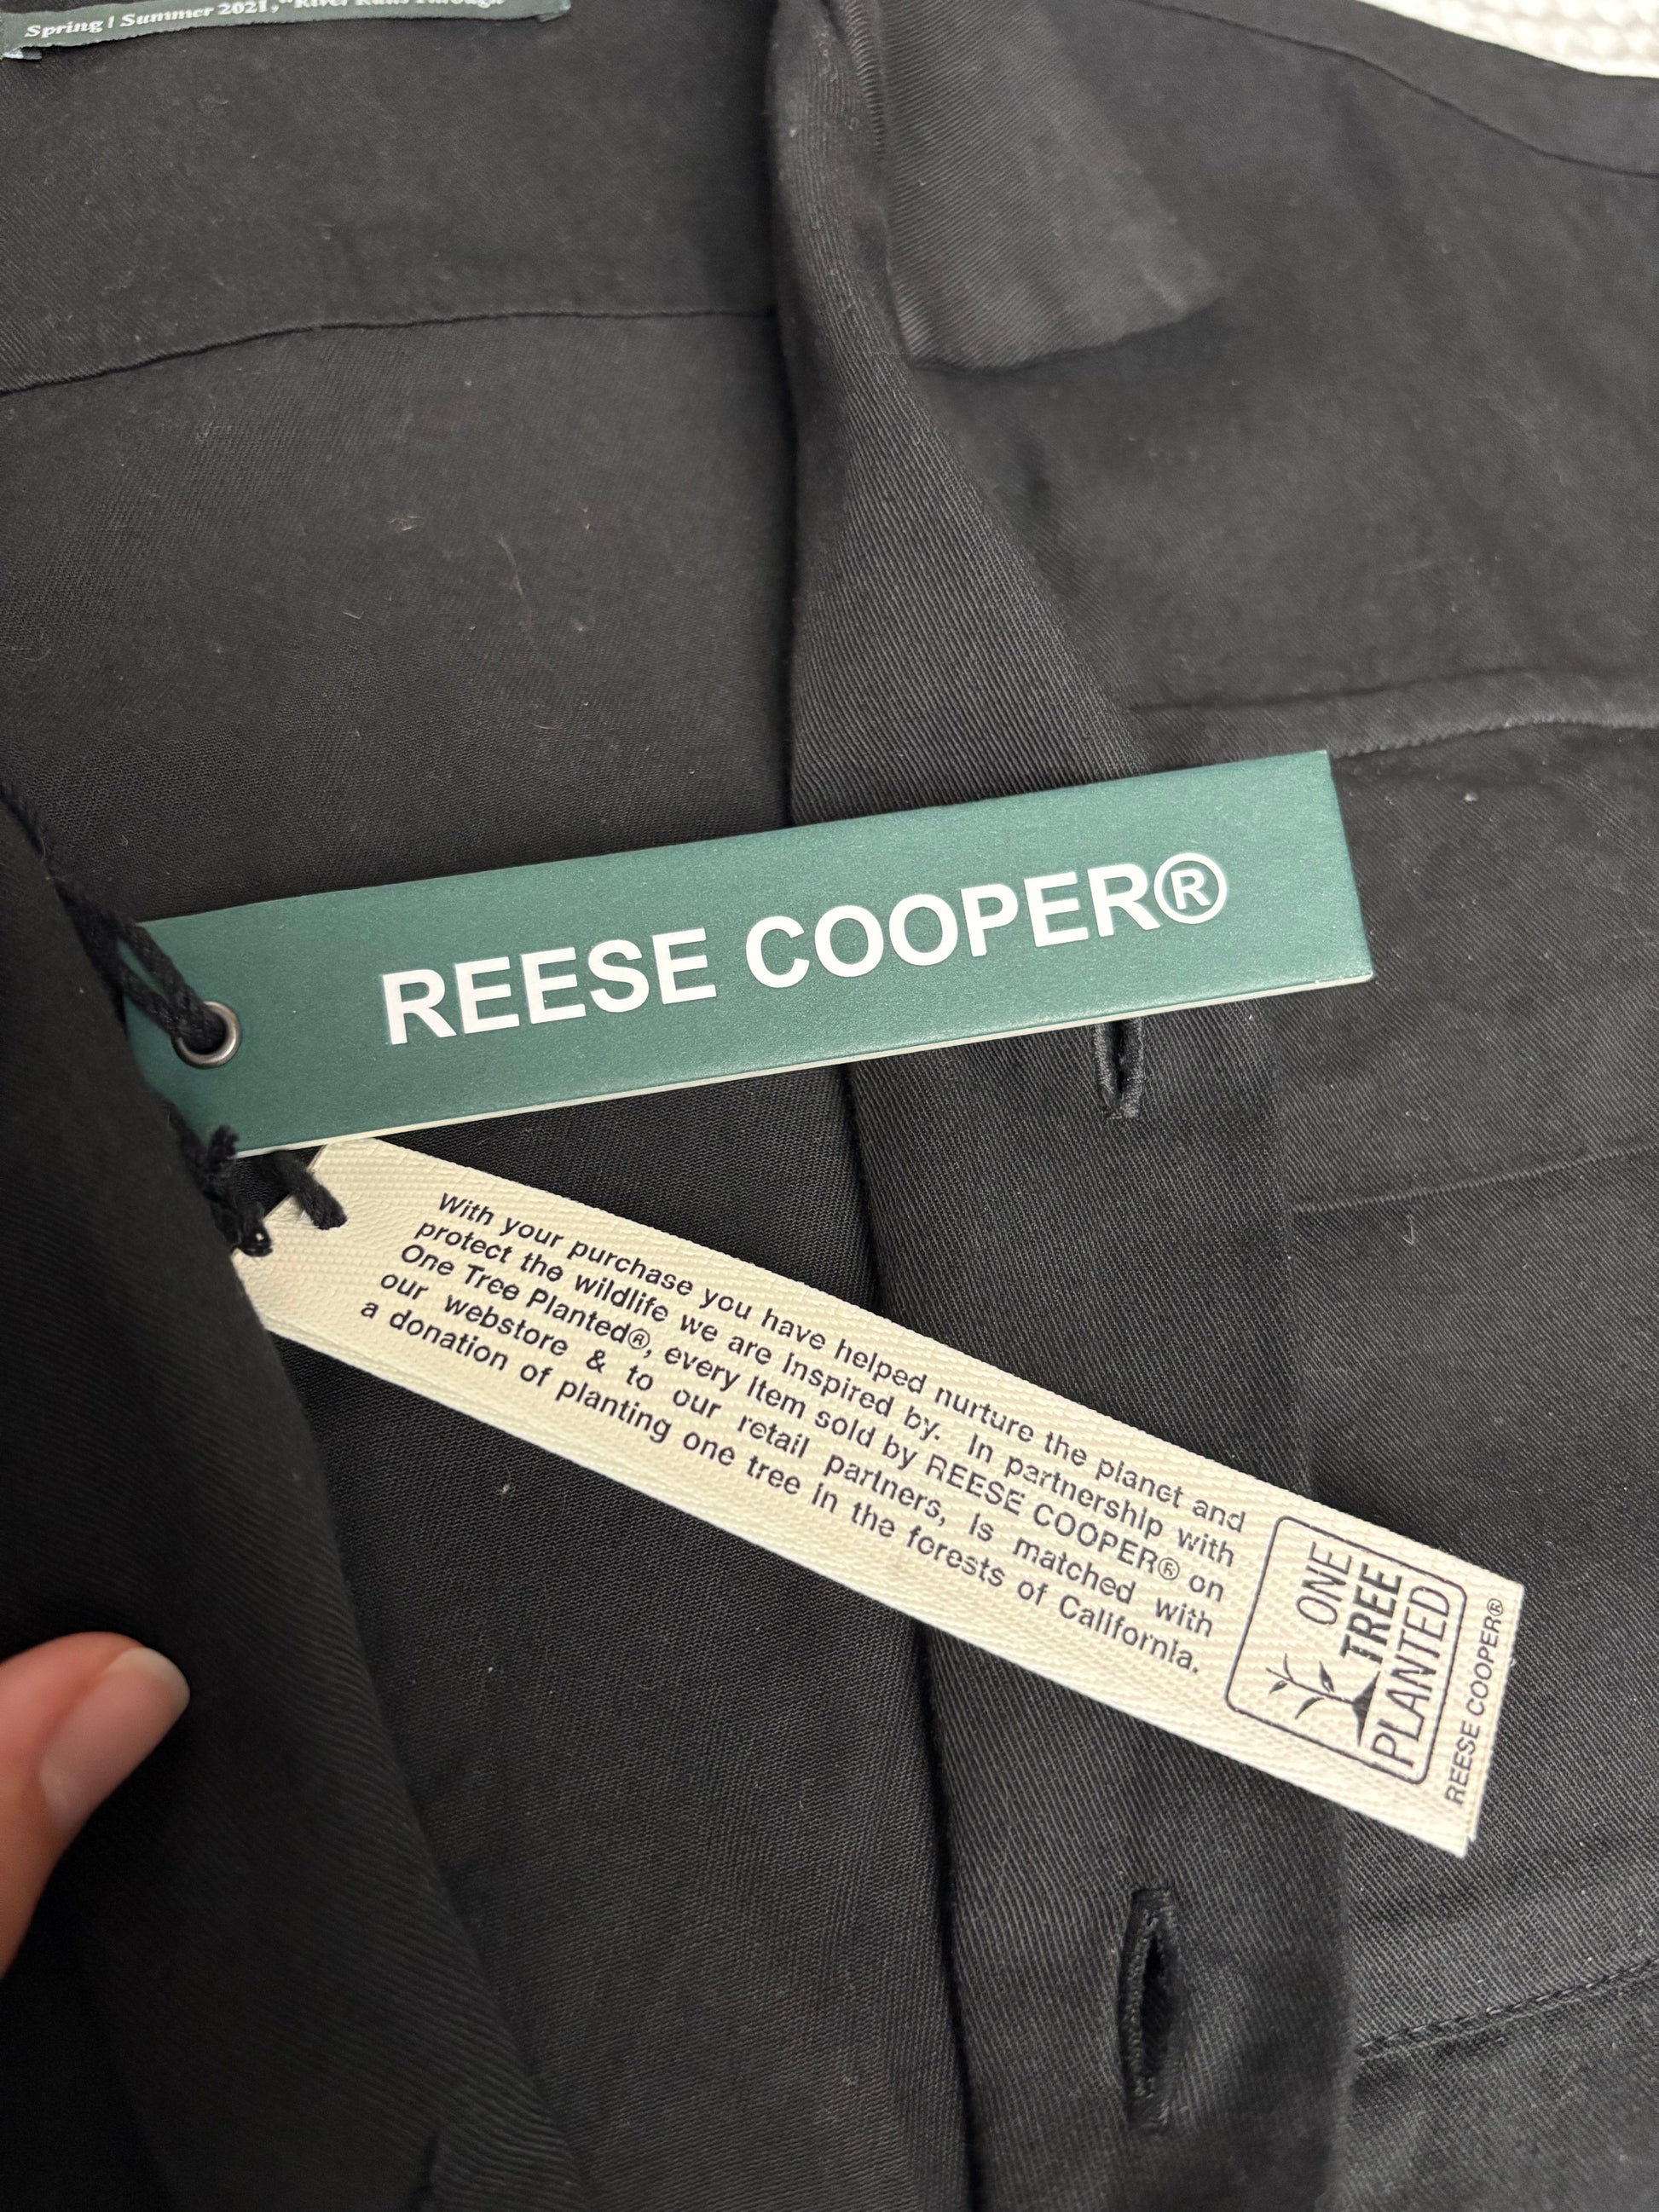 Spring | Summer 2021, "River Runs Through
REESE COOPER®
With your purchase you have helped nurture the planet and
protect the wildlife we are inspired by. In partnership with
One Tree Planted®, every item sold by REESE COOPER® on
our webstore & to our retail partners, is matched with
a donation of planting one tree in the forests of California.
ONE
TREE
PLANTED
REESE COOPER®